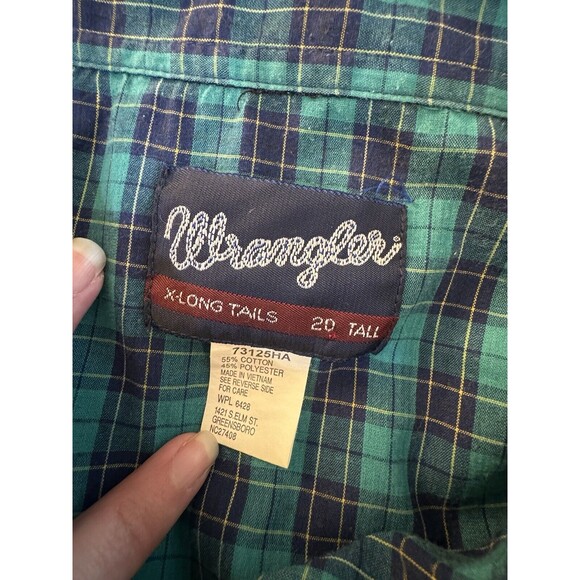 Wrangler
X-LONG TAILS 20 TALL
73125HA
55% COTTON
45% POLYESTER
MADE IN VIETNAM
SEE REVERSE SIDE
FOR CARE
WPL 6428
1421 S.ELM ST.
GREENSBORO
NC27408